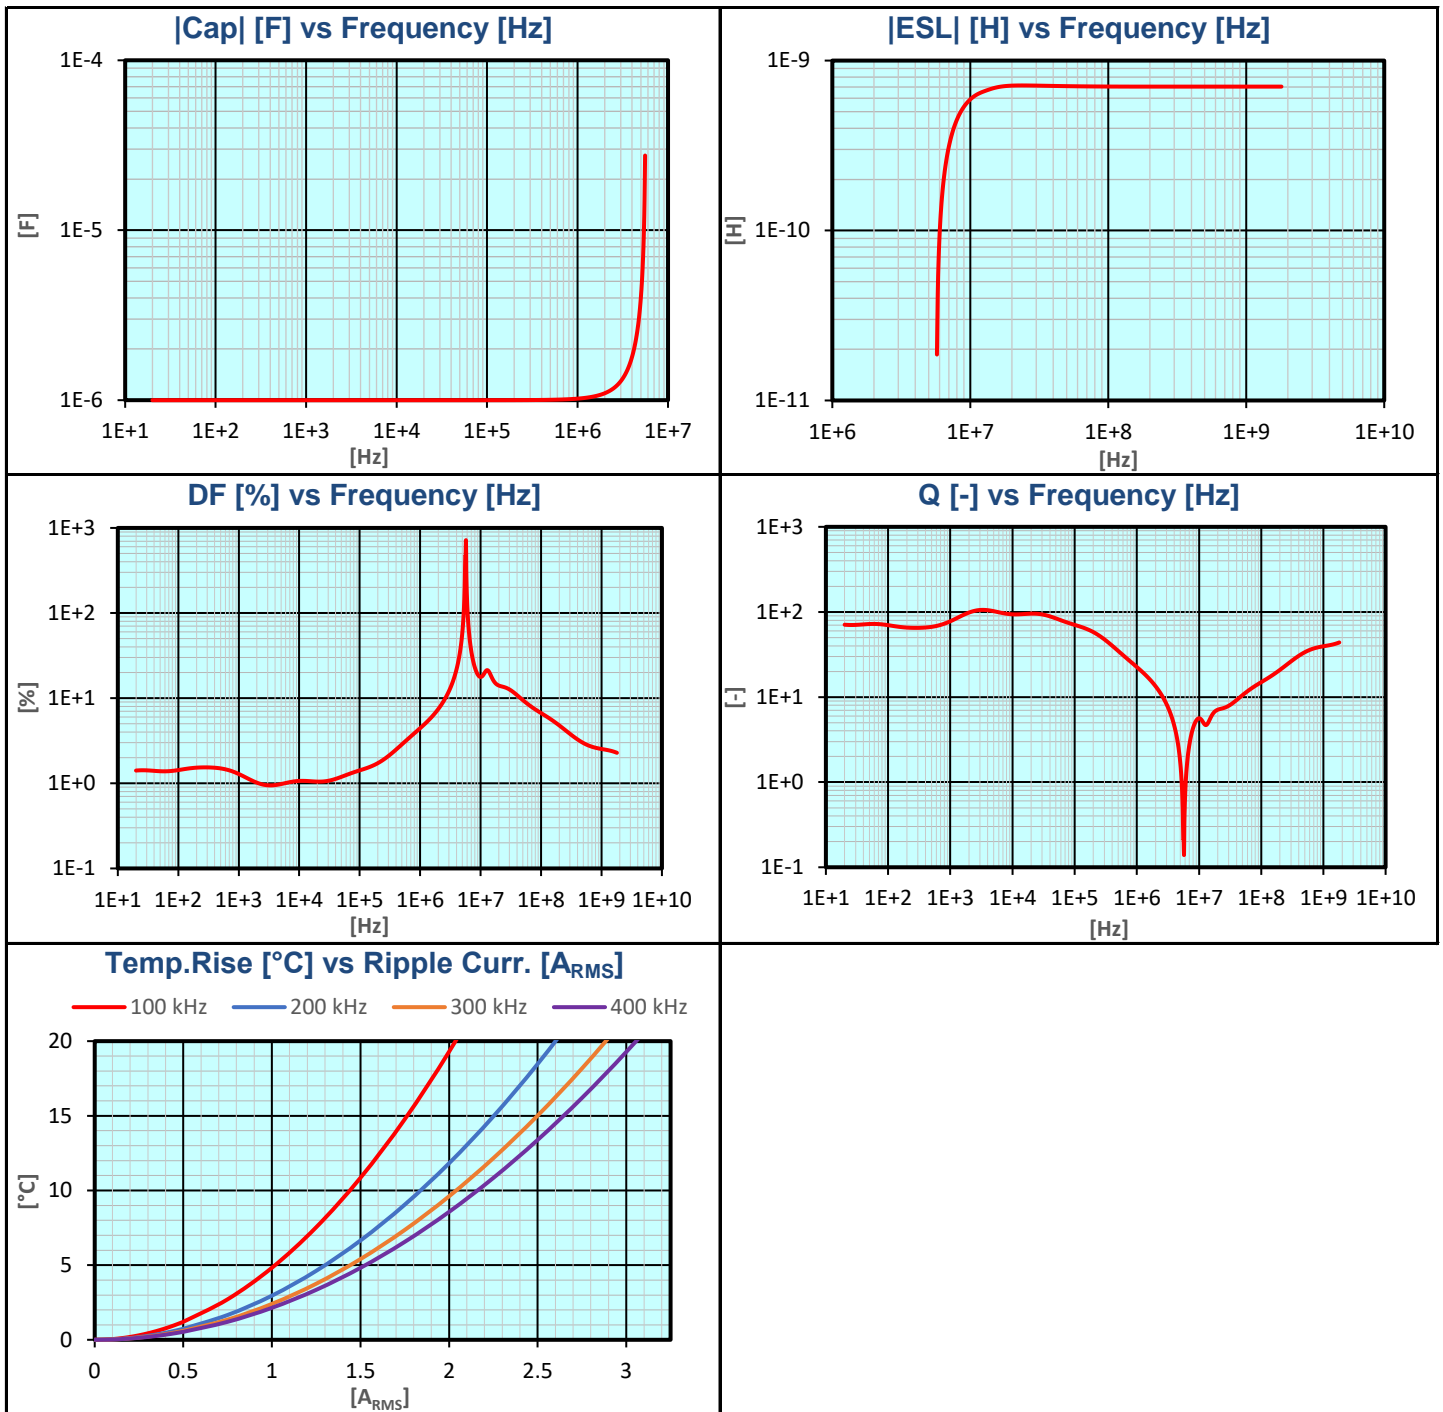 |Cap| [F] vs Frequency [Hz]
1E-4
1E-5
1E-6
[F]
1E+1 1E+2 1E+3 1E+4 1E+5 1E+6 1E+7
[Hz]
|ESL| [H] vs Frequency [Hz]
1E-9
1E-10
1E-11
[H]
1E+6 1E+7 1E+8 1E+9 1E+10
[Hz]
DF [%] vs Frequency [Hz]
1E+3
1E+2
1E+1
1E+0
1E-1
[%]
1E+1 1E+2 1E+3 1E+4 1E+5 1E+6 1E+7 1E+8 1E+9 1E+10
[Hz]
Q [-] vs Frequency [Hz]
1E+3
1E+2
1E+1
1E+0
1E-1
[-]
1E+1 1E+2 1E+3 1E+4 1E+5 1E+6 1E+7 1E+8 1E+9 1E+10
[Hz]
Temp.Rise [°C] vs Ripple Curr. [ARMS]
100 kHz 200 kHz 300 kHz 400 kHz
20
15
10
5
0
[°C]
0 0.5 1 1.5 2 2.5 3
[ARMS]